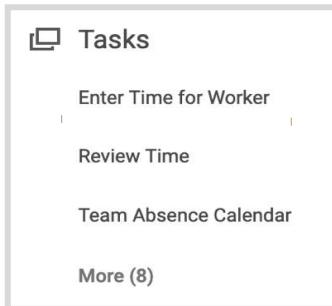 Tasks
Enter Time for Worker
Review Time
Team Absence Calendar
More (8)